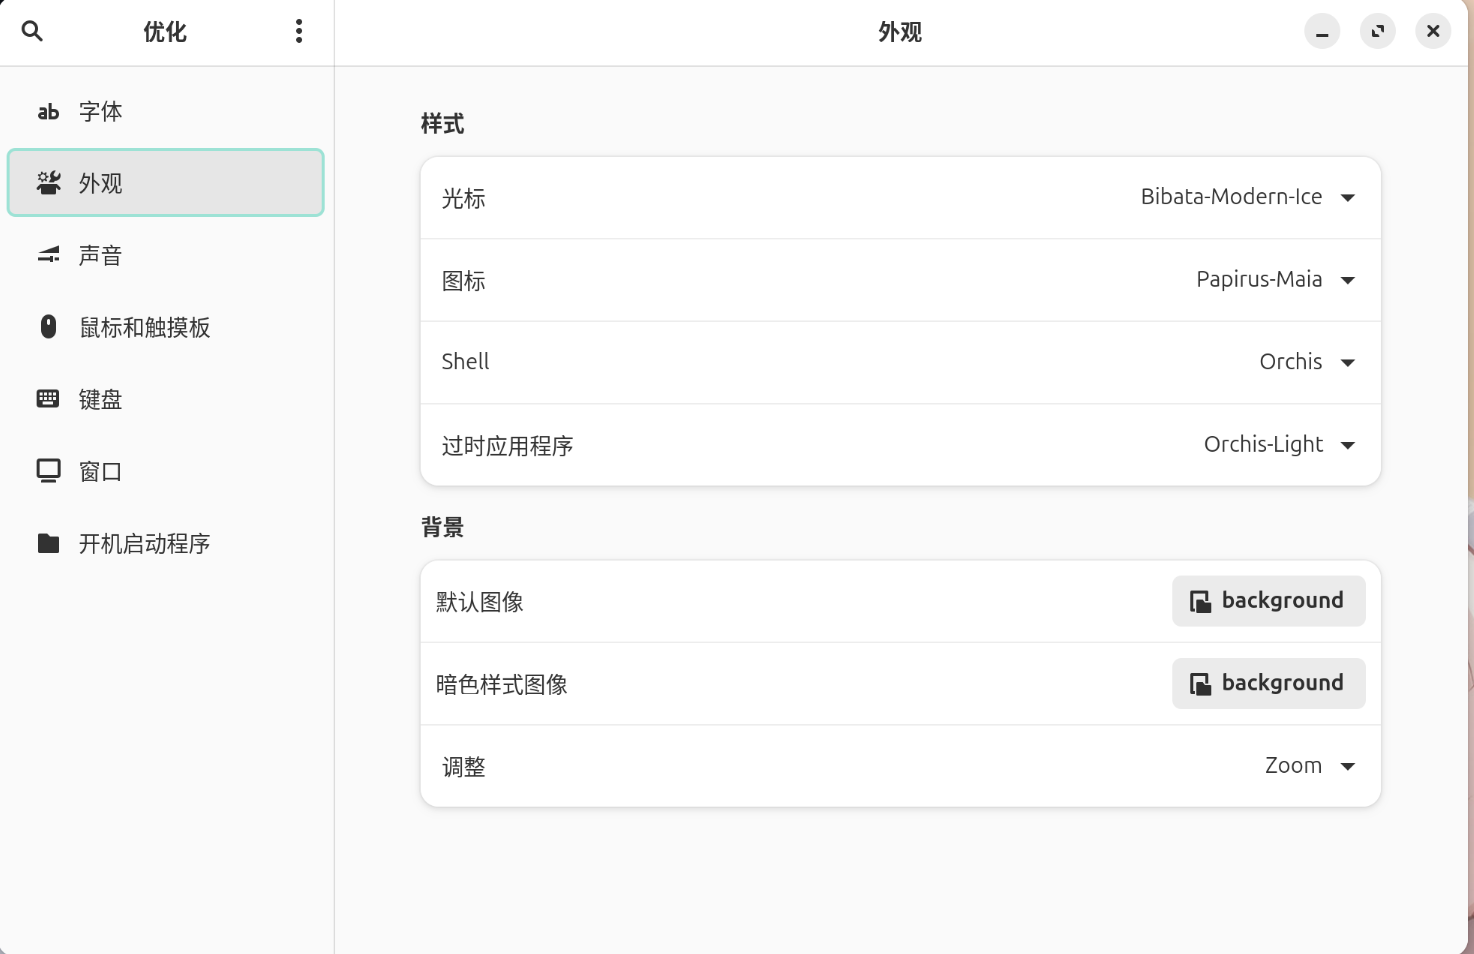 优化
外观
字体
外观
声音
鼠标和触摸板
键盘
窗口
开机启动程序
样式
光标 Bibata-Modern-Ice
图标 Papirus-Maia
Shell Orchis
过时应用程序 Orchis-Light
背景
默认图像 background
暗色样式图像 background
调整 Zoom